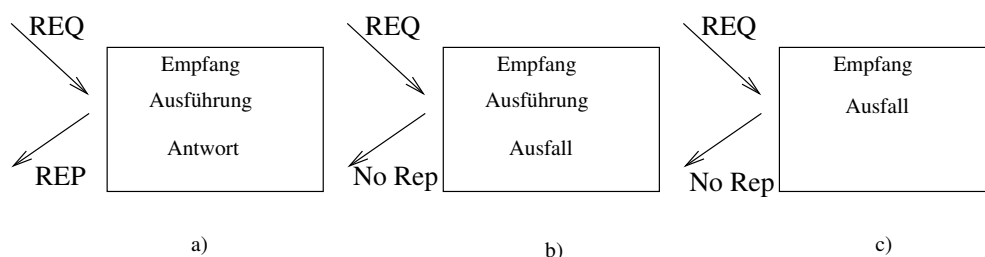 REQ
Empfang
Ausführung
Antwort
REP
a)
REQ
Empfang
Ausführung
Ausfall
No Rep
b)
REQ
Empfang
Ausfall
No Rep
c)